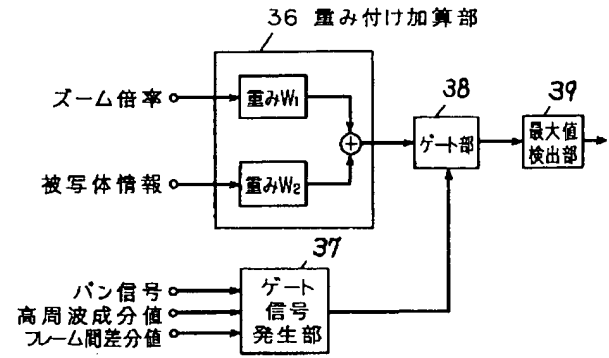 36 重み付け加算部
ズーム倍率
重みW₁
38
39
ゲート部
最大値
検出部
被写体情報
重みW₂
37
パン信号
高周波成分値
フレーム間差分値
ゲート
信号
発生部